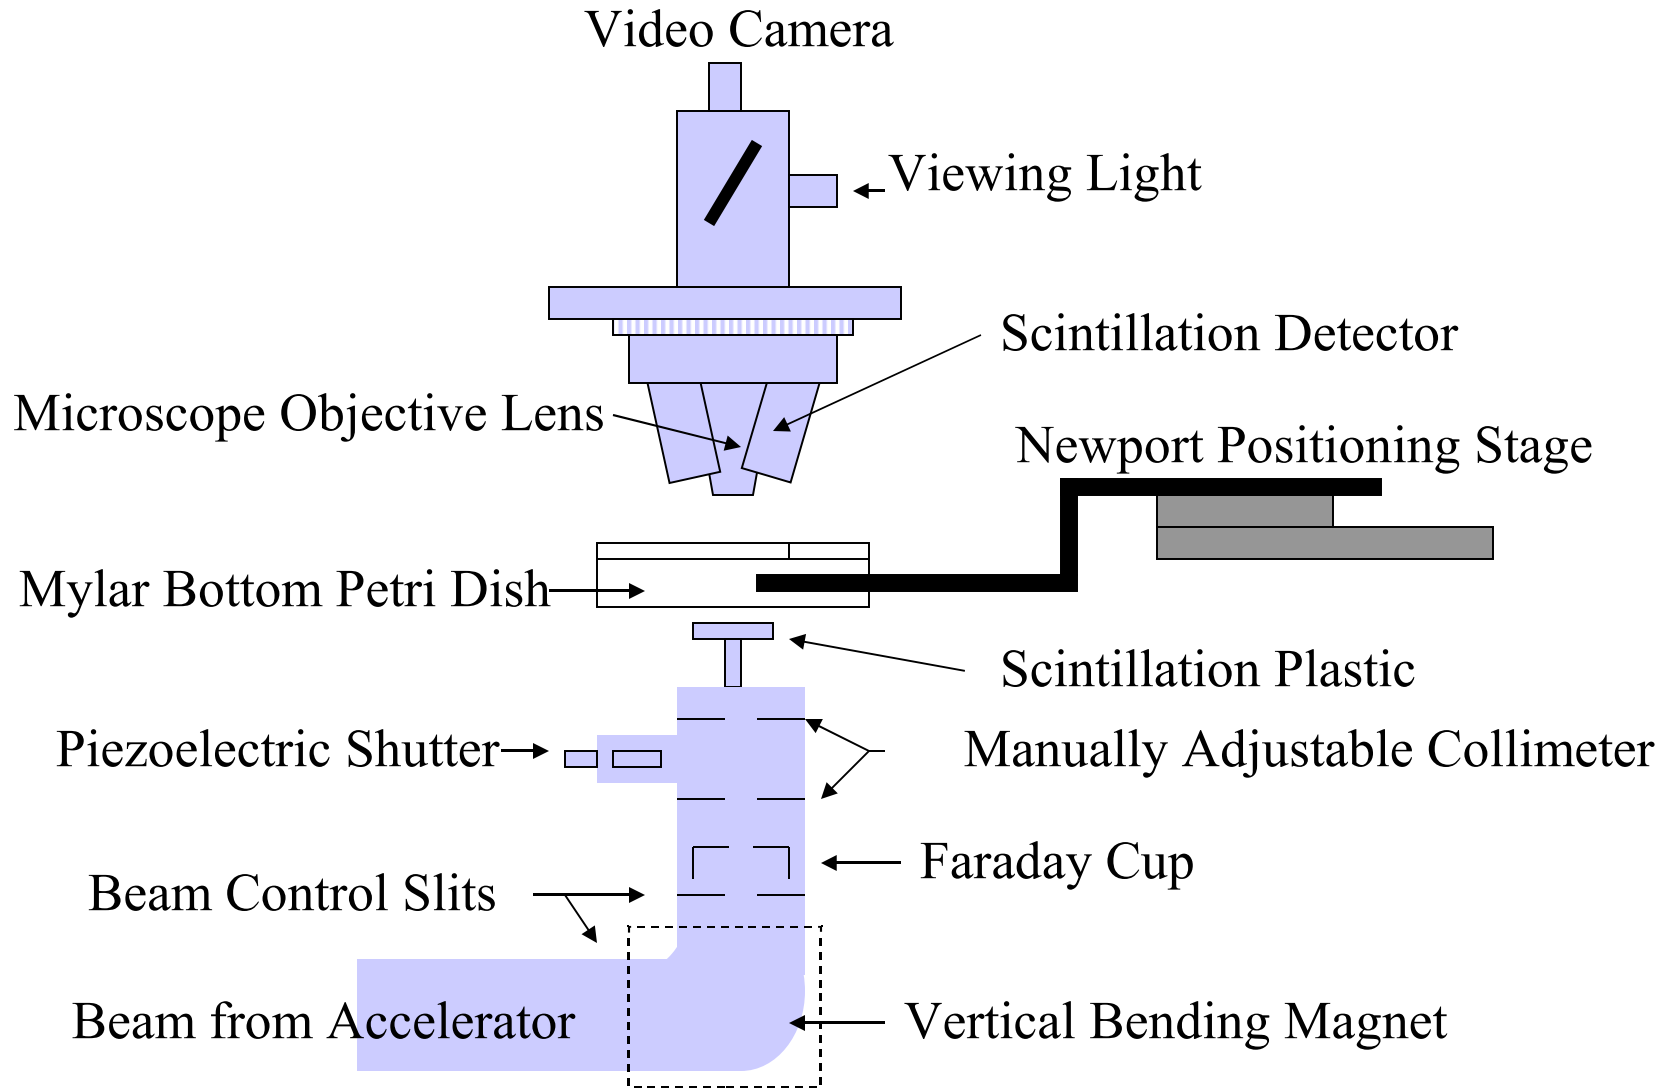 Video Camera
Viewing Light
Scintillation Detector
Microscope Objective Lens
Newport Positioning Stage
Mylar Bottom Petri Dish
Scintillation Plastic
Piezoelectric Shutter
Manually Adjustable Collimeter
Faraday Cup
Beam Control Slits
Beam from Accelerator
Vertical Bending Magnet